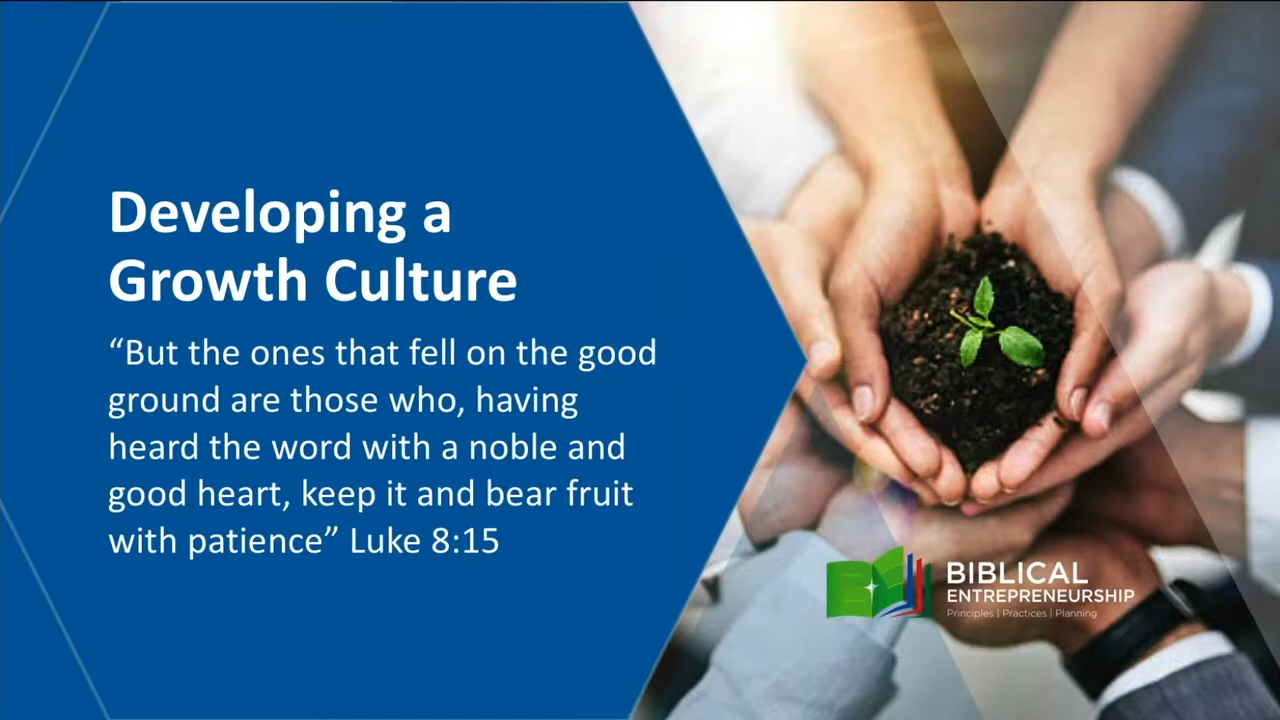 Developing a
Growth Culture
“But the ones that fell on the good
ground are those who, having
heard the word with a noble and
good heart, keep it and bear fruit
with patience” Luke 8:15
BIBLICAL
ENTREPRENEURSHIP
Principles | Practices | Planning